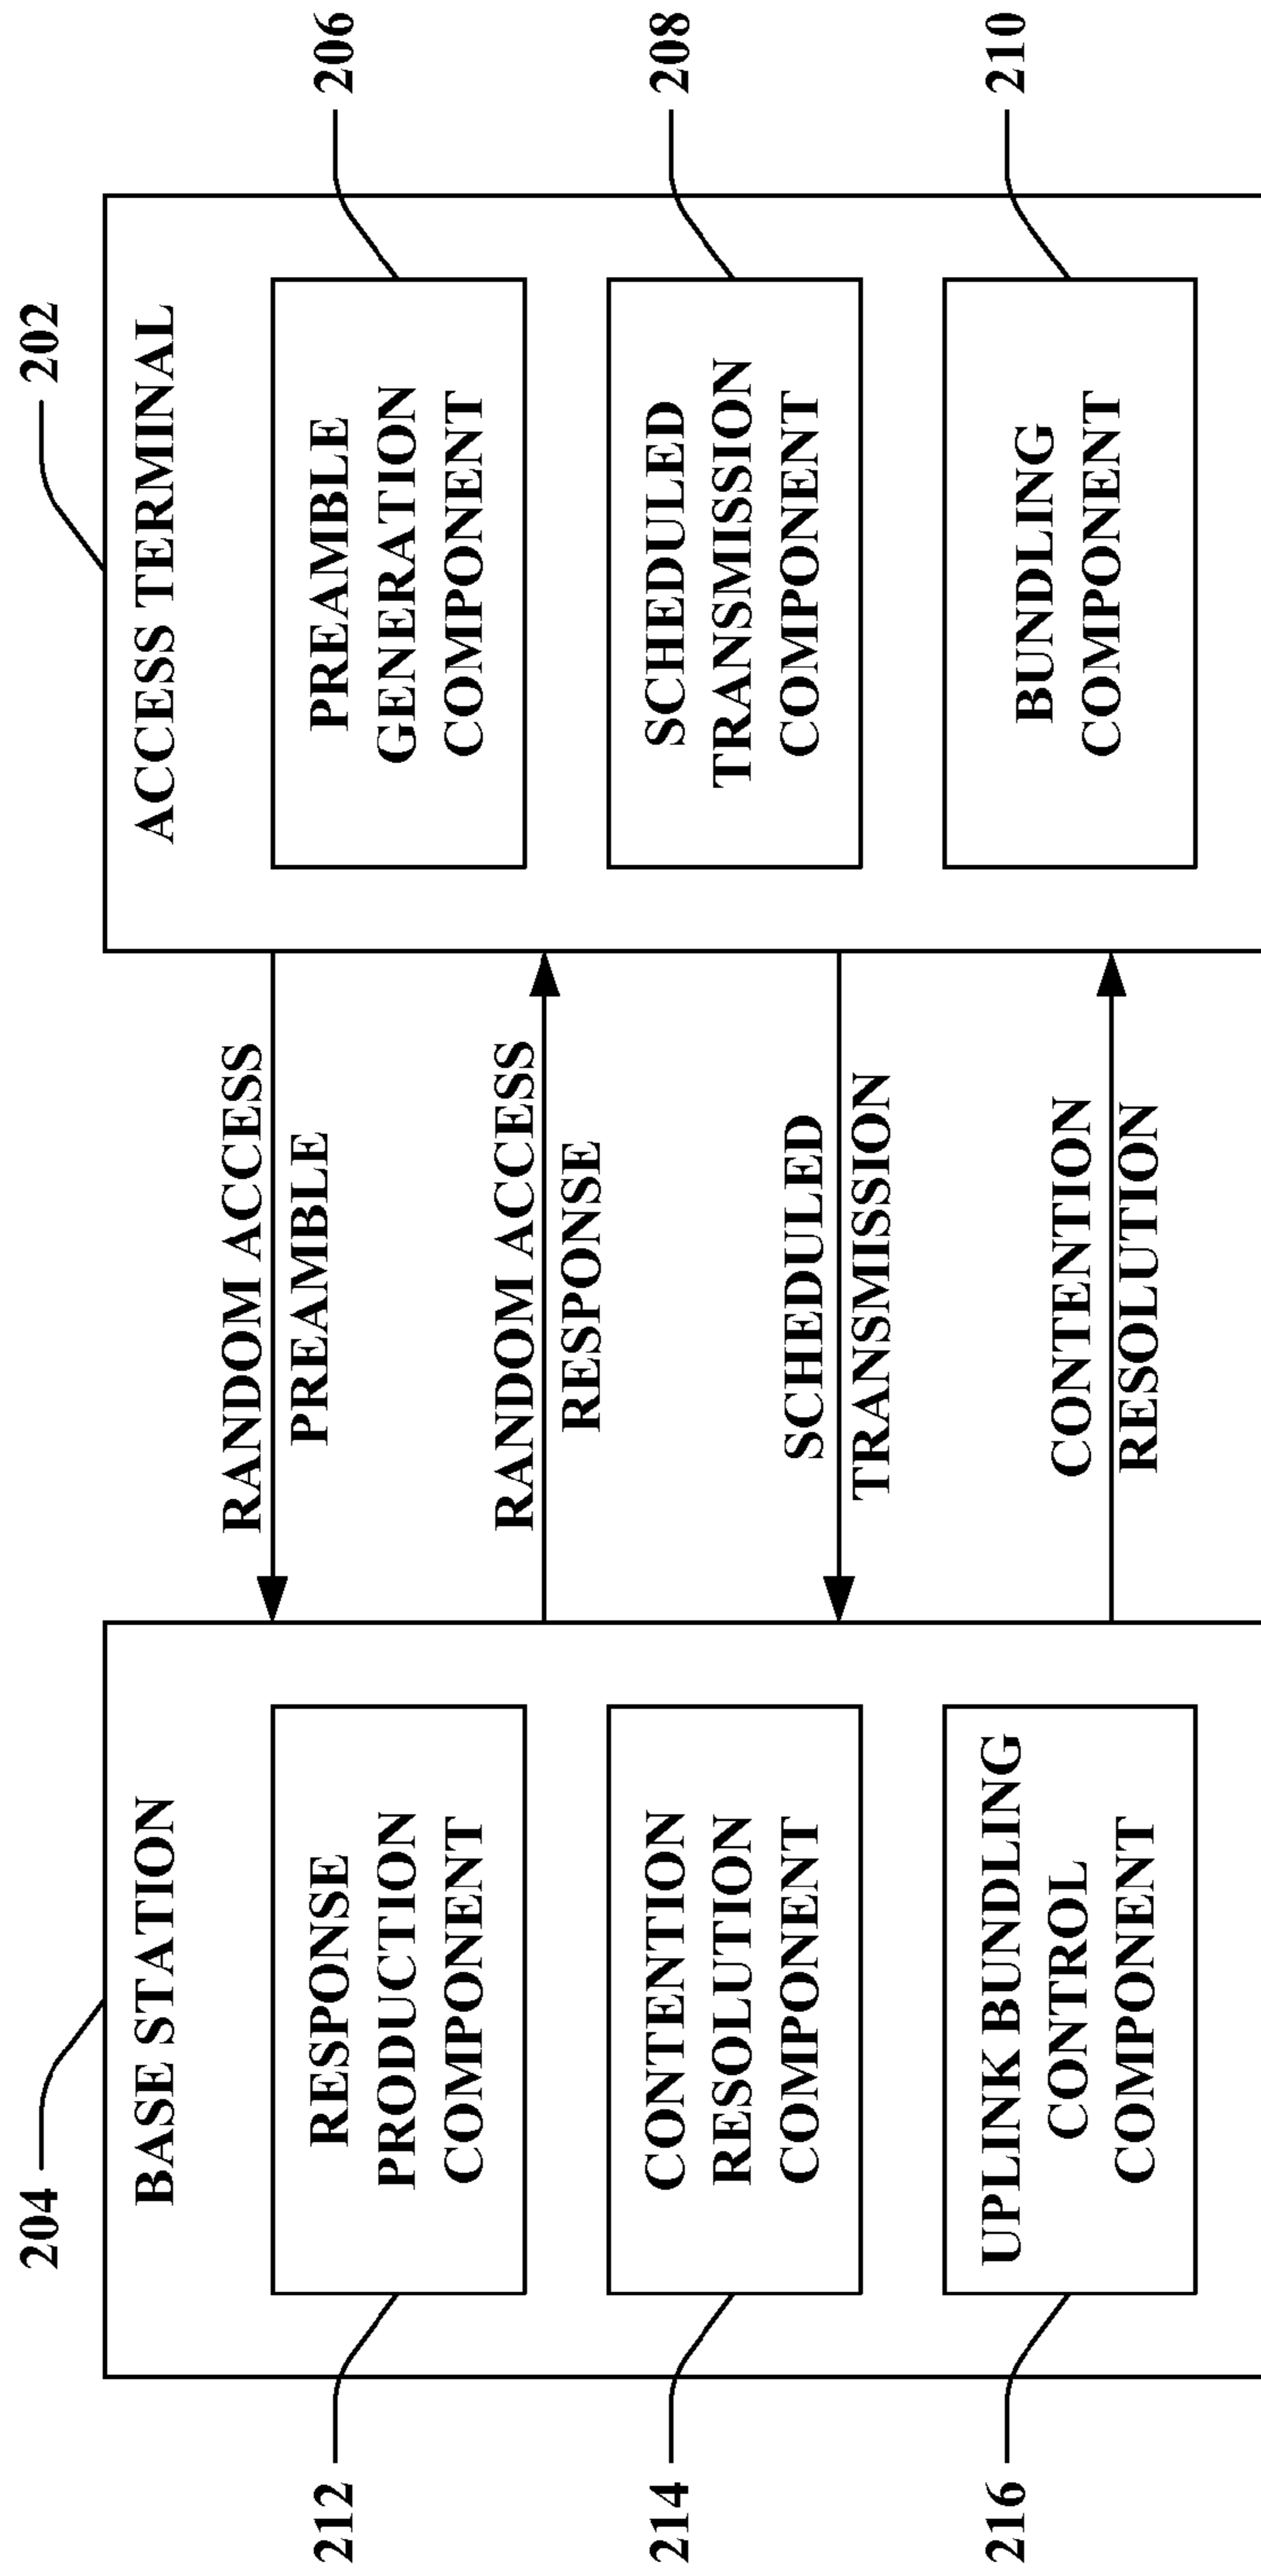 204
202
BASE STATION
ACCESS TERMINAL
212
RESPONSE
PRODUCTION
COMPONENT
RANDOM ACCESS
PREAMBLE
PREAMBLE
GENERATION
COMPONENT
206
RANDOM ACCESS
RESPONSE
214
CONTENTION
RESOLUTION
COMPONENT
SCHEDULED
TRANSMISSION
SCHEDULED
TRANSMISSION
COMPONENT
208
216
UPLINK BUNDLING
CONTROL
COMPONENT
CONTENTION
RESOLUTION
BUNDLING
COMPONENT
210